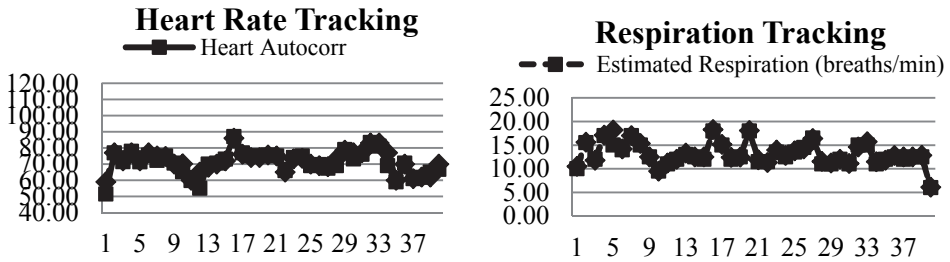 Heart Rate Tracking
Heart Autocorr
120.00
110.00
100.00
90.00
80.00
70.00
60.00
50.00
40.00
1 5 9 13 17 21 25 29 33 37
Respiration Tracking
Estimated Respiration (breaths/min)
25.00
20.00
15.00
10.00
5.00
0.00
1 5 9 13 17 21 25 29 33 37